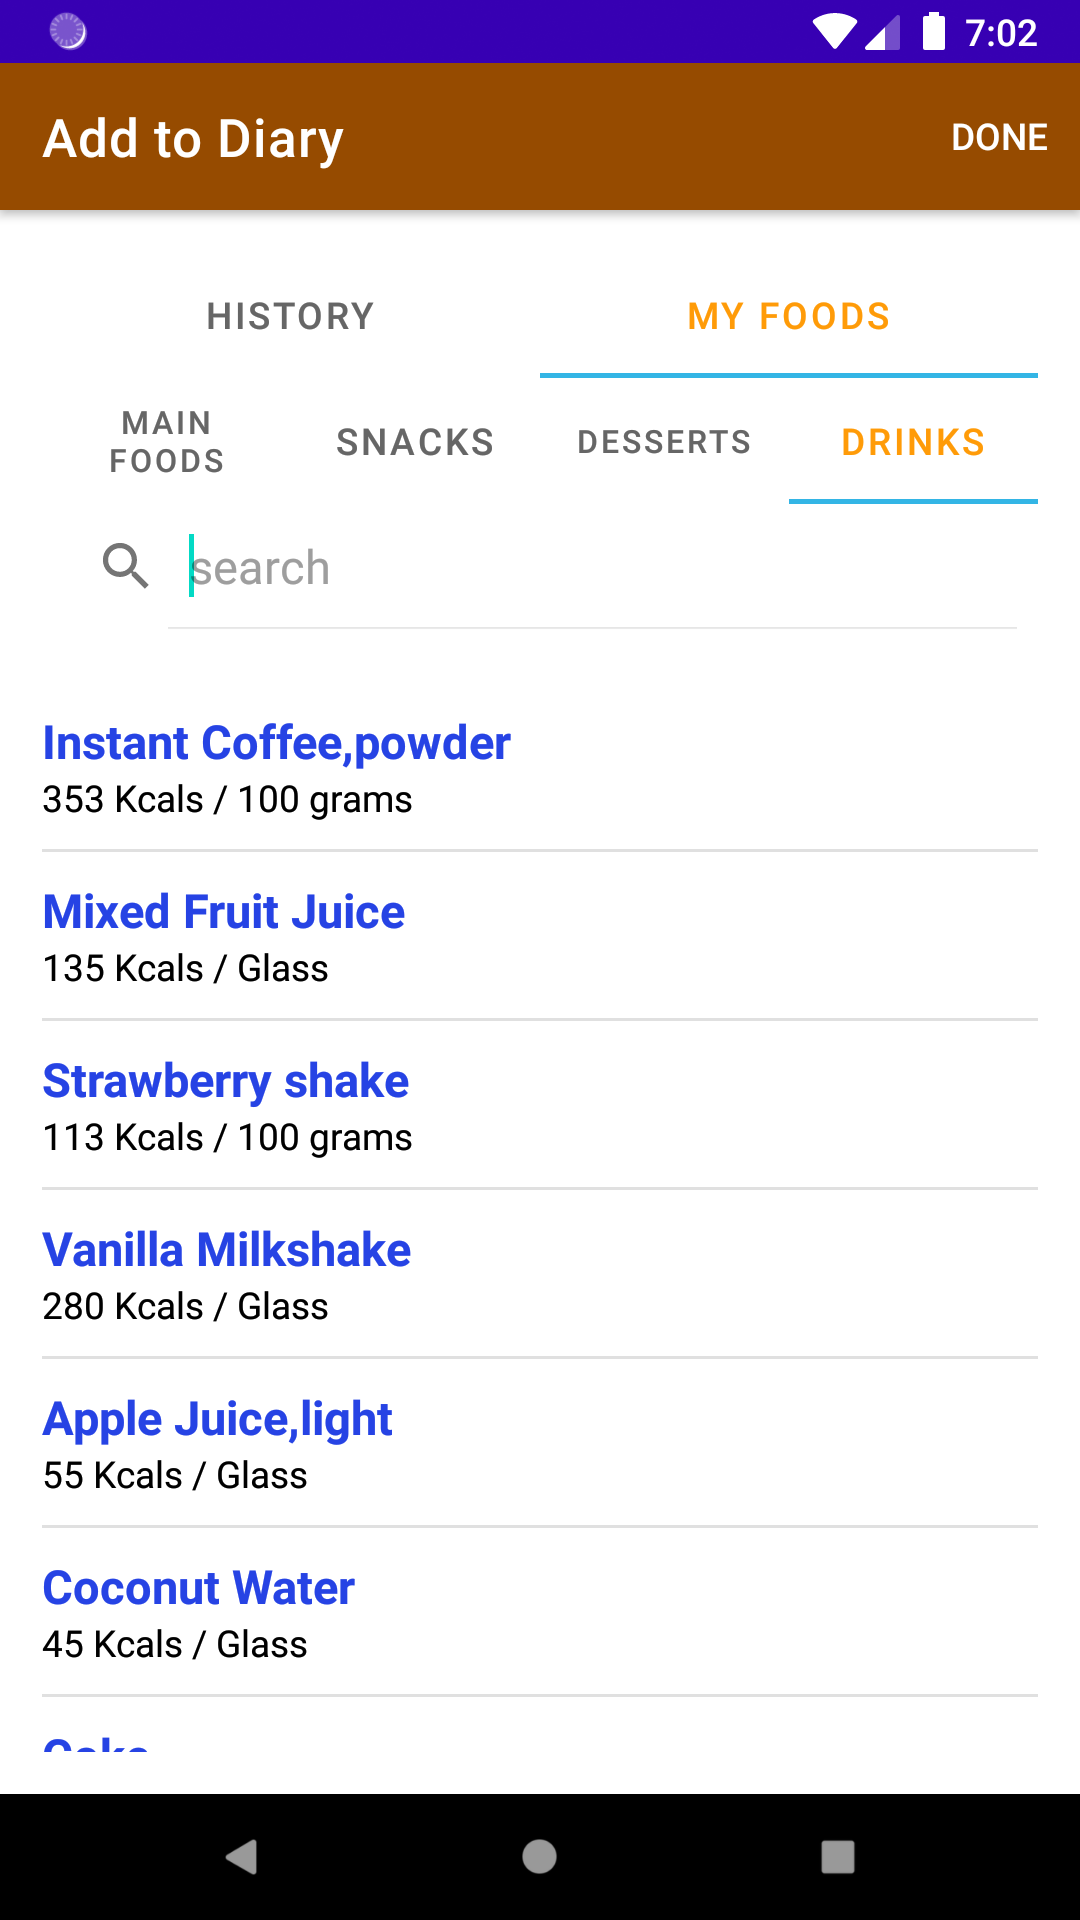 7:02
Add to Diary
DONE
HISTORY
MY FOODS
MAIN
FOODS
SNACKS
DESSERTS
DRINKS
search
Instant Coffee,powder
353 Kcals / 100 grams
Mixed Fruit Juice
135 Kcals / Glass
Strawberry shake
113 Kcals / 100 grams
Vanilla Milkshake
280 Kcals / Glass
Apple Juice,light
55 Kcals / Glass
Coconut Water
45 Kcals / Glass